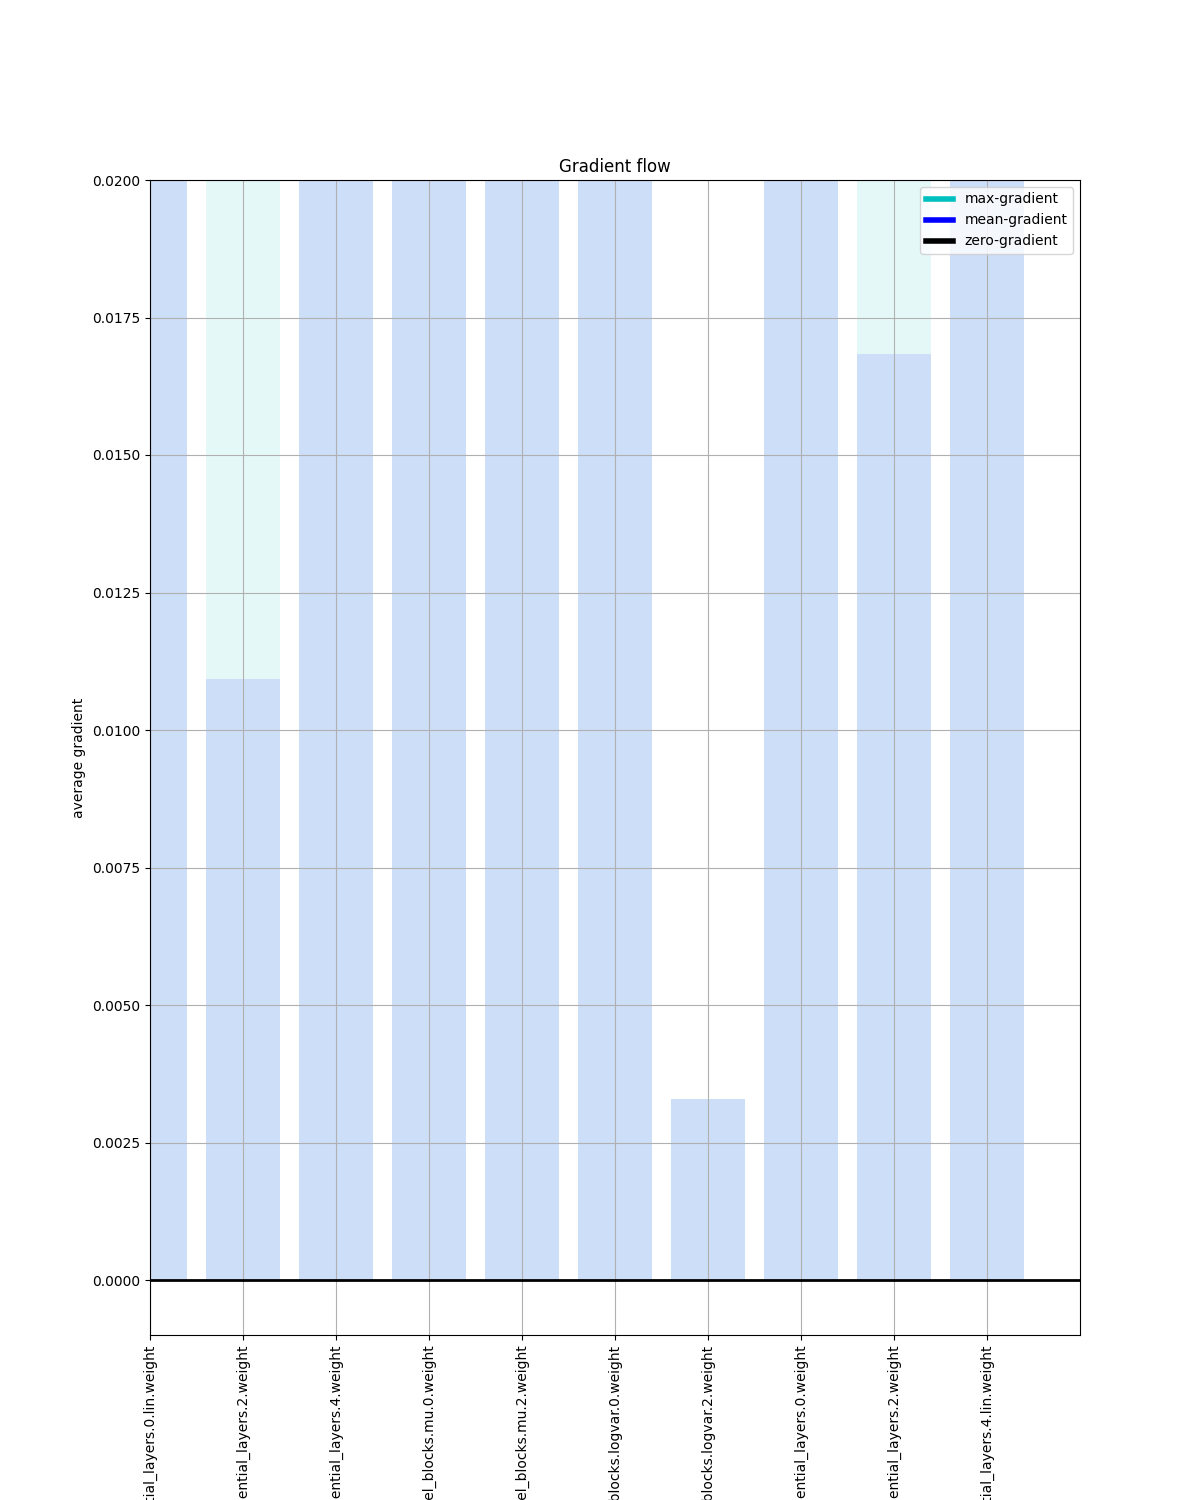 Gradient flow
max-gradient
mean-gradient
zero-gradient
0.0200
0.0175
0.0150
0.0125
0.0100
0.0075
0.0050
0.0025
0.0000
average gradient
tial_layers.0.lin.weight
ential_layers.2.weight
ential_layers.4.weight
el_blocks.mu.0.weight
el_blocks.mu.2.weight
blocks.logvar.0.weight
blocks.logvar.2.weight
ential_layers.0.weight
ential_layers.2.weight
tial_layers.4.lin.weight